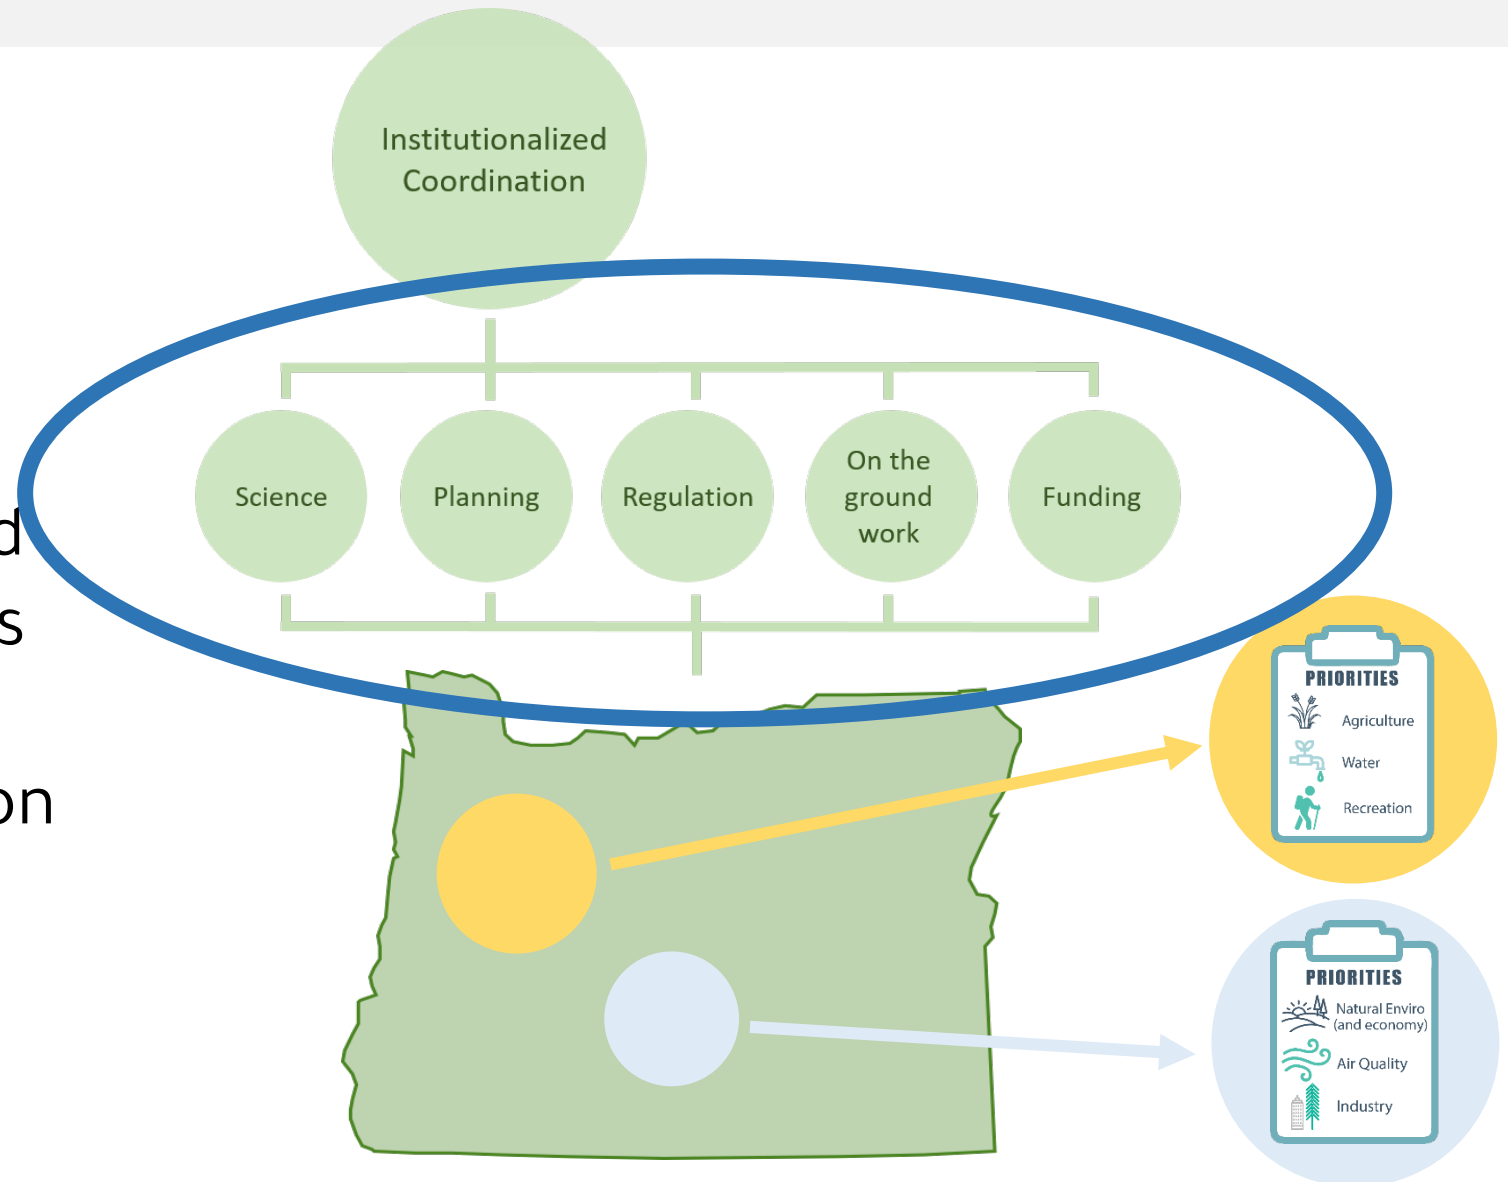 Institutionalized
Coordination
Science
Planning
Regulation
On the
ground
work
Funding
d
s
on
PRIORITIES
Agriculture
Water
Recreation
PRIORITIES
Natural Enviro
(and economy)
Air Quality
Industry